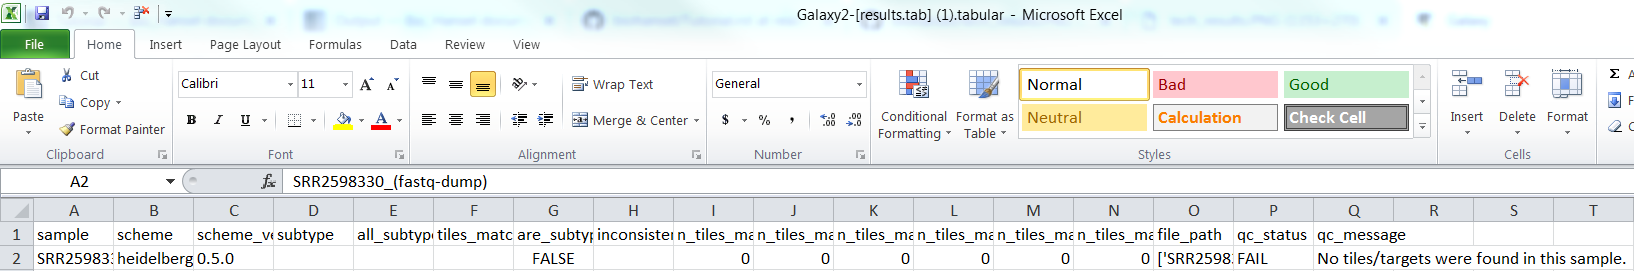 Galaxy2-[results.tab] (1).tabular - Microsoft Excel
File Home Insert Page Layout Formulas Data Review View
Paste
Cut
Copy
Format Painter
Clipboard
Calibri 11
B I U
Font
Wrap Text
Merge & Center
Alignment
General
$ % ,
Number
Conditional Formatting
Format as Table
Normal Bad Good
Neutral Calculation Check Cell
Styles
Insert Delete Format
Cells
A2 fx SRR2598330_(fastq-dump)
A B C D E F G H I J K L M N O P Q R S T
1 sample scheme scheme_ve subtype all_subtype tiles_matc are_subtyp inconsisten n_tiles_ma n_tiles_ma n_tiles_ma n_tiles_ma n_tiles_ma n_tiles_ma file_path qc_status qc_message
2 SRR259833 heidelberg 0.5.0 FALSE 0 0 0 0 0 0 ['SRR2598 FAIL No tiles/targets were found in this sample.